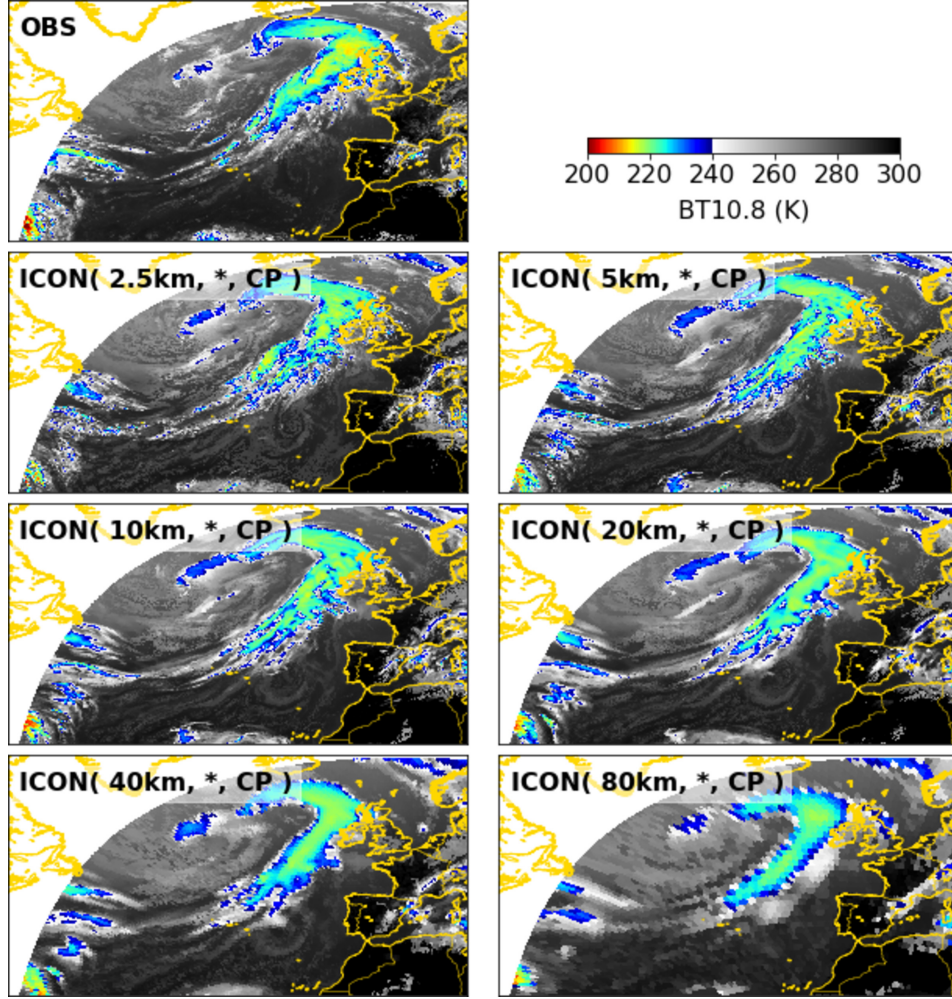 OBS
200 220 240 260 280 300
BT10.8 (K)
ICON( 2.5km, *, CP )
ICON( 5km, *, CP )
ICON( 10km, *, CP )
ICON( 20km, *, CP )
ICON( 40km, *, CP )
ICON( 80km, *, CP )